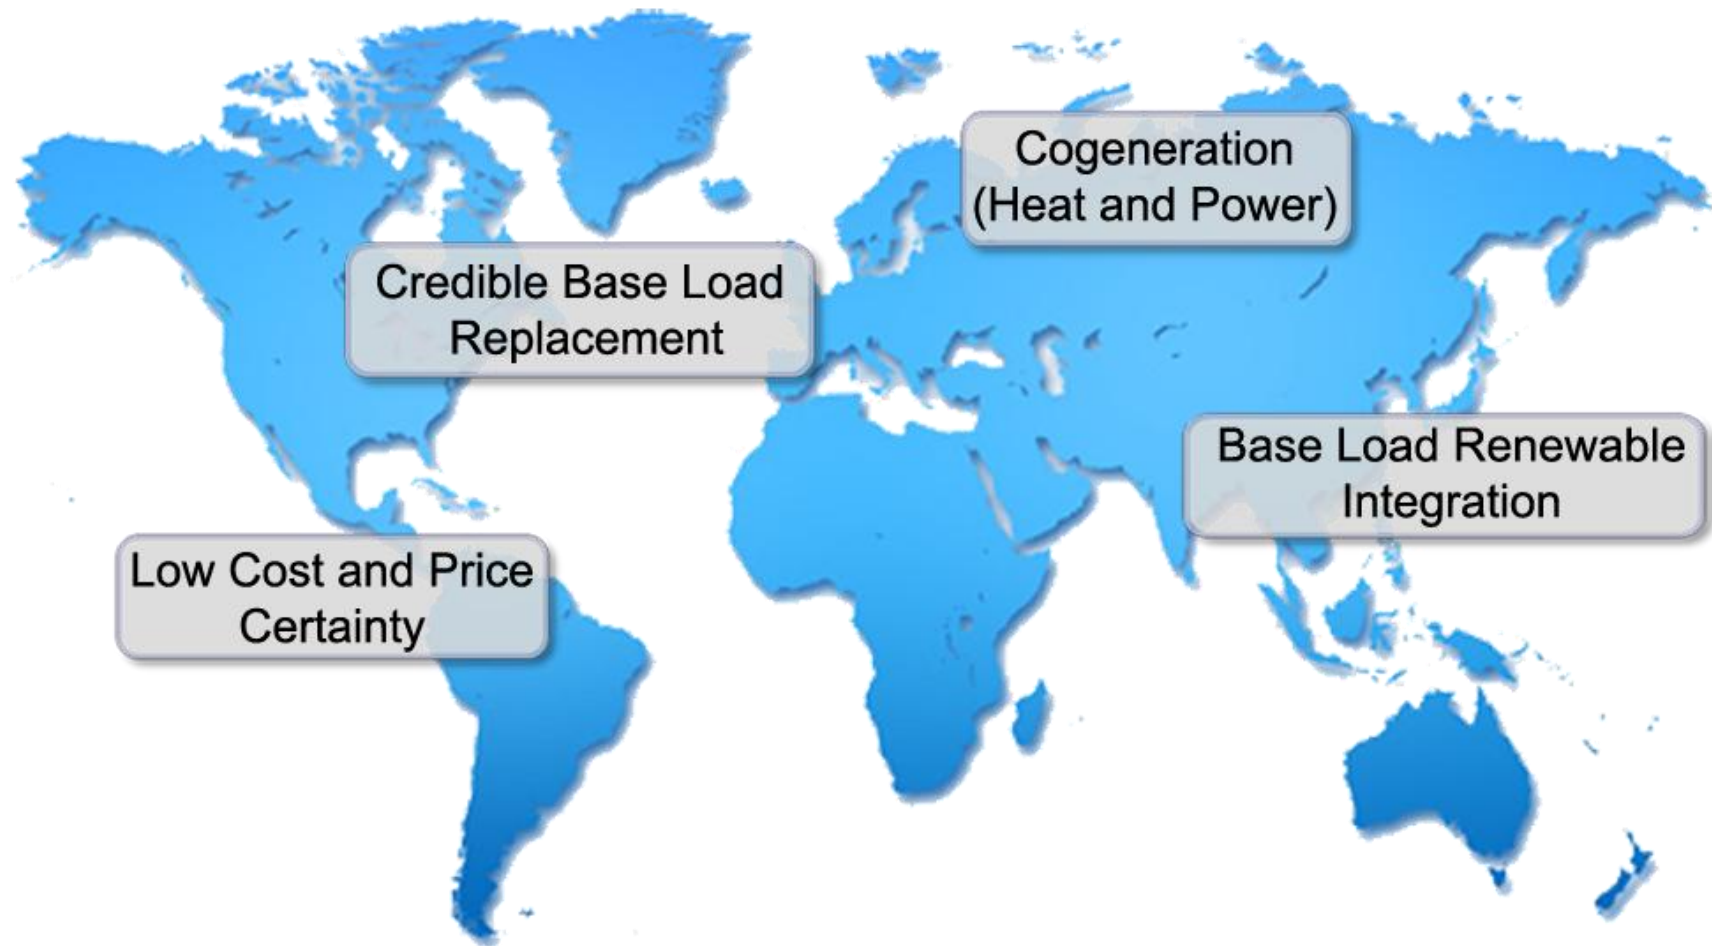 Cogeneration
(Heat and Power)
Credible Base Load
Replacement
Base Load Renewable
Integration
Low Cost and Price
Certainty